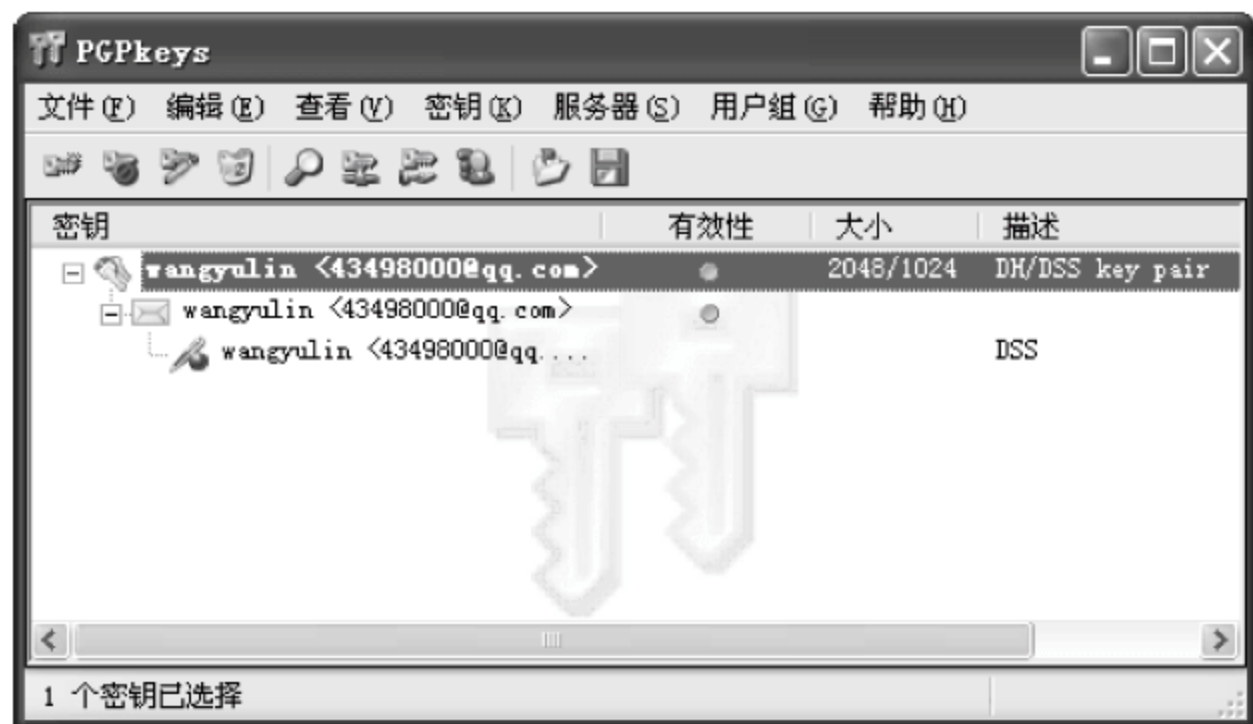 PGPkeys
文件(F) 编辑(E) 查看(V) 密钥(K) 服务器(S) 用户组(G) 帮助(H)
密钥 有效性 大小 描述
wangyulin <43498000@qq.com> 2048/1024 DH/DSS key pair
wangyulin <43498000@qq.com>
wangyulin <43498000@qq.... DSS
1 个密钥已选择